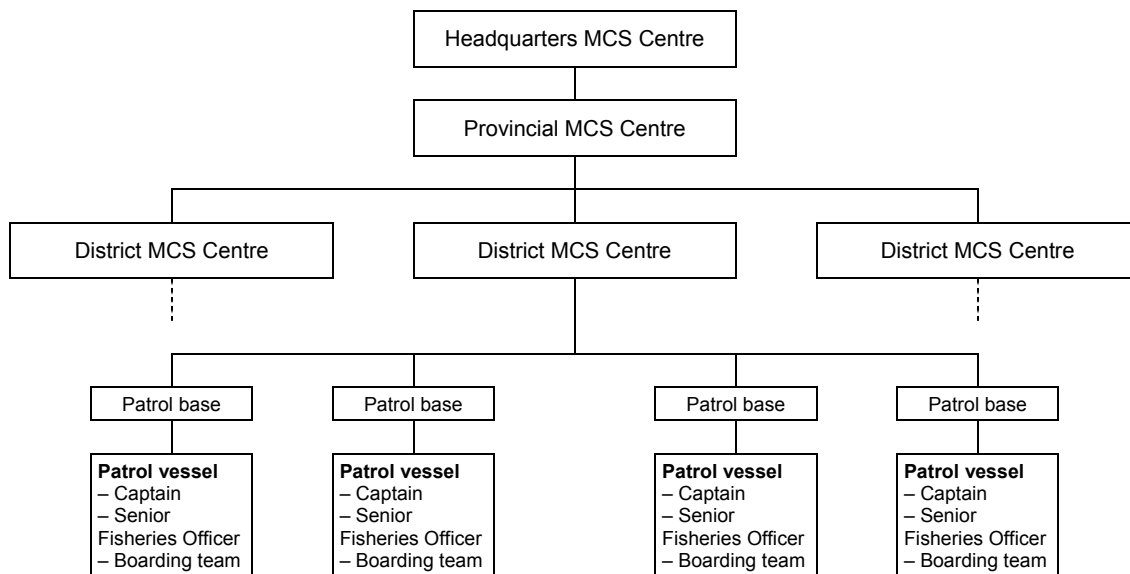 Headquarters MCS Centre
Provincial MCS Centre
District MCS Centre
District MCS Centre
District MCS Centre
Patrol base
Patrol base
Patrol base
Patrol base
Patrol vessel
– Captain
– Senior
Fisheries Officer
– Boarding team
Patrol vessel
– Captain
– Senior
Fisheries Officer
– Boarding team
Patrol vessel
– Captain
– Senior
Fisheries Officer
– Boarding team
Patrol vessel
– Captain
– Senior
Fisheries Officer
– Boarding team